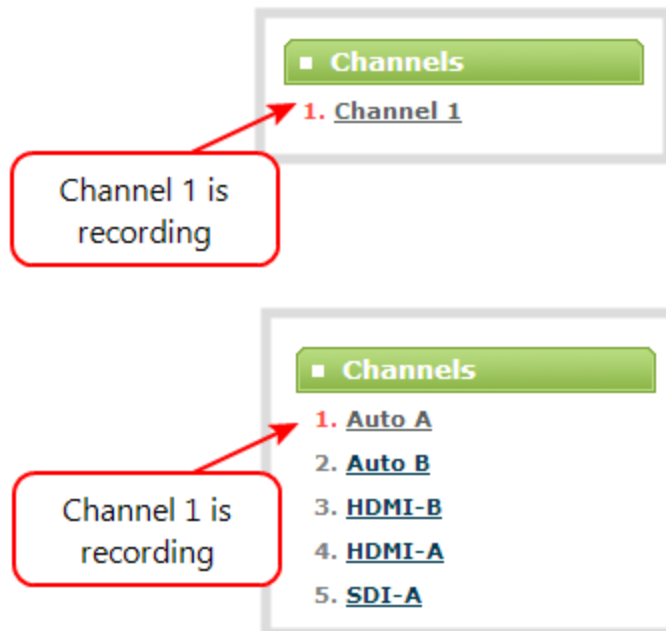 Channels
1. Channel 1
Channel 1 is
recording
Channels
1. Auto A
2. Auto B
3. HDMI-B
4. HDMI-A
5. SDI-A
Channel 1 is
recording